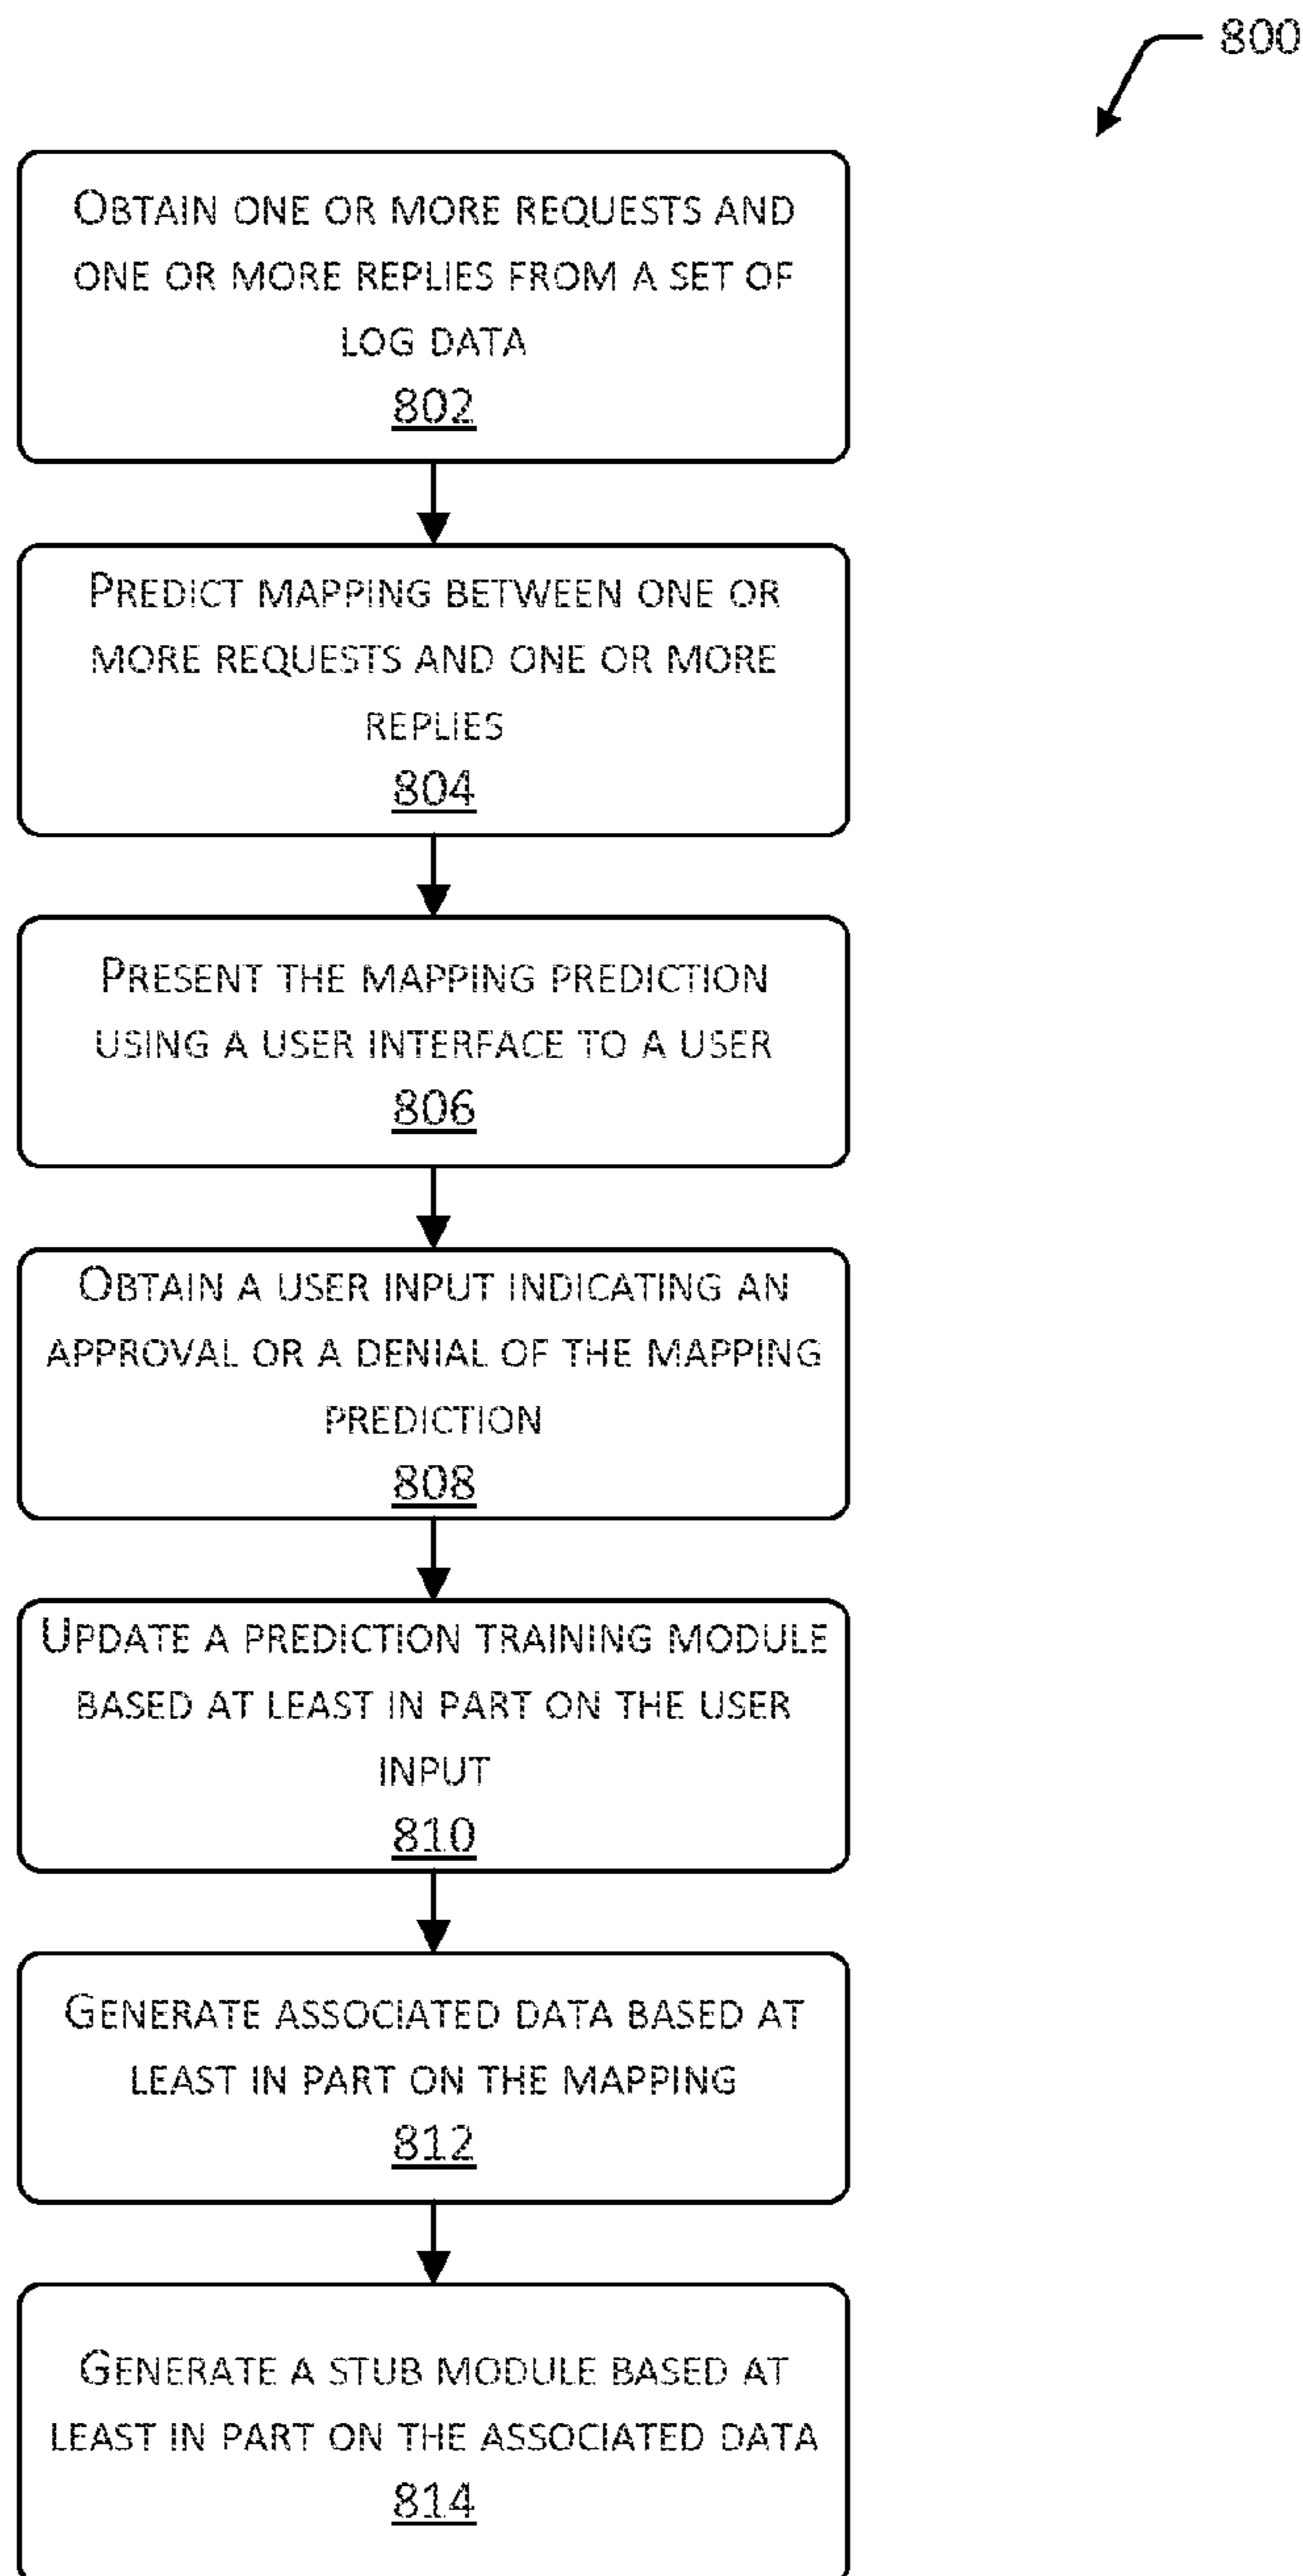 800
OBTAIN ONE OR MORE REQUESTS AND
ONE OR MORE REPLIES FROM A SET OF
LOG DATA
802
PREDICT MAPPING BETWEEN ONE OR
MORE REQUESTS AND ONE OR MORE
REPLIES
804
PRESENT THE MAPPING PREDICTION
USING A USER INTERFACE TO A USER
806
OBTAIN A USER INPUT INDICATING AN
APPROVAL OR A DENIAL OF THE MAPPING
PREDICTION
808
UPDATE A PREDICTION TRAINING MODULE
BASED AT LEAST IN PART ON THE USER
INPUT
810
GENERATE ASSOCIATED DATA BASED AT
LEAST IN PART ON THE MAPPING
812
GENERATE A STUB MODULE BASED AT
LEAST IN PART ON THE ASSOCIATED DATA
814